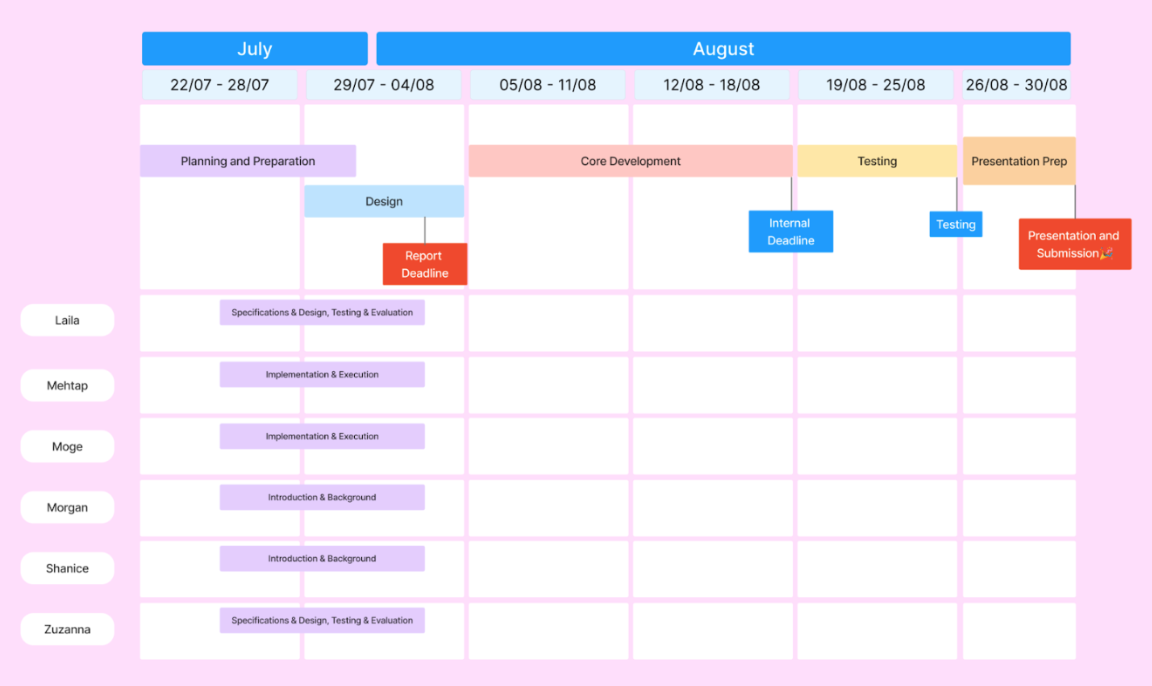 July
August
22/07 - 28/07
29/07 - 04/08
05/08 - 11/08
12/08 - 18/08
19/08 - 25/08
26/08 - 30/08
Planning and Preparation
Core Development
Testing
Presentation Prep
Design
Internal
Deadline
Testing
Presentation and
Submission🎉
Report
Deadline
Laila
Specifications & Design, Testing & Evaluation
Mehtap
Implementation & Execution
Moge
Implementation & Execution
Morgan
Introduction & Background
Shanice
Introduction & Background
Zuzanna
Specifications & Design, Testing & Evaluation